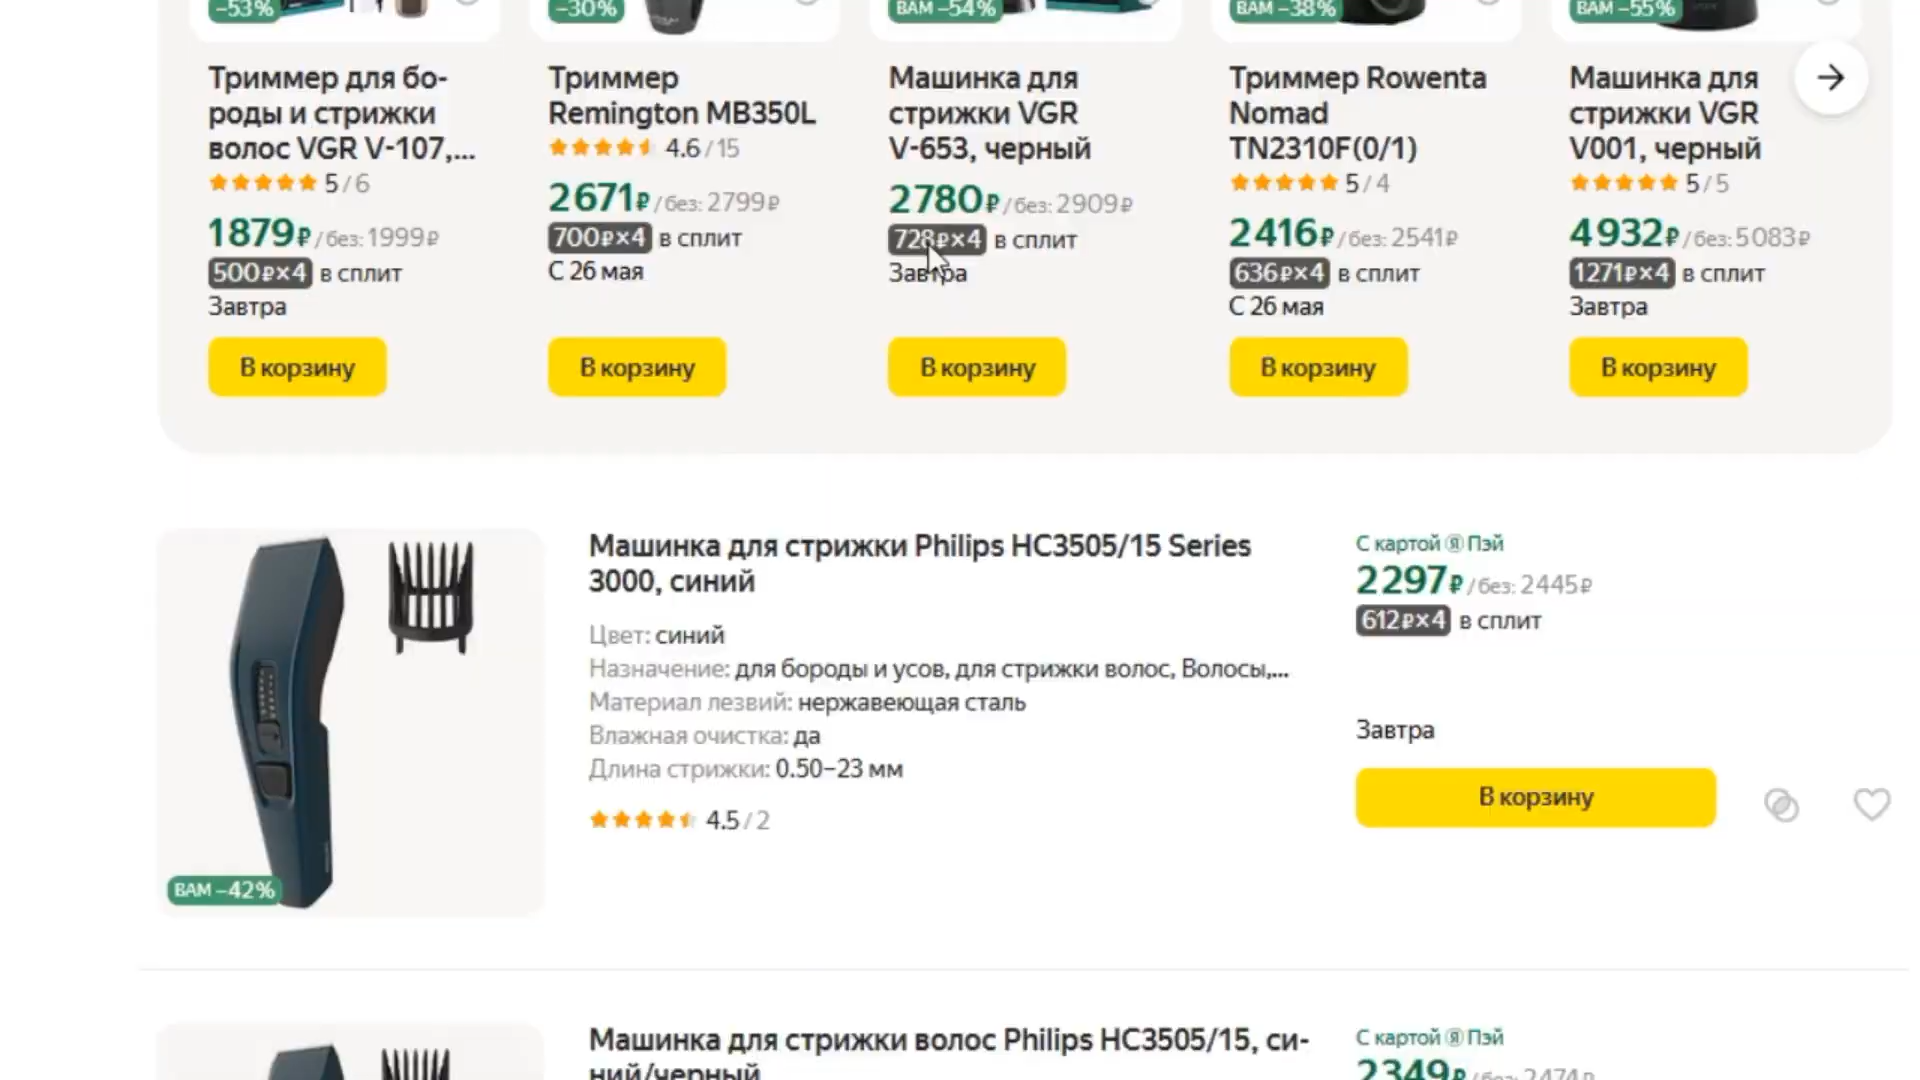 -53%
-30%
ВАМ -54%
ВАМ -38%
ВАМ -55%
Триммер для бо-
роды и стрижки
волос VGR V-107,...
5 / 6
1879₽ / без: 1999₽
500₽×4 в сплит
Завтра
В корзину
Триммер
Remington MB350L
4.6 / 15
2671₽ / без: 2799₽
700₽×4 в сплит
С 26 мая
В корзину
Машинка для
стрижки VGR
V-653, черный
2780₽ / без: 2909₽
728₽×4 в сплит
Завтра
В корзину
Триммер Rowenta
Nomad
TN2310F(0/1)
5 / 4
2416₽ / без: 2541₽
636₽×4 в сплит
С 26 мая
В корзину
Машинка для
стрижки VGR
V001, черный
5 / 5
4932₽ / без: 5083₽
1271₽×4 в сплит
Завтра
В корзину
Машинка для стрижки Philips HC3505/15 Series
3000, синий
Цвет: синий
Назначение: для бороды и усов, для стрижки волос, Волосы,...
Материал лезвий: нержавеющая сталь
Влажная очистка: да
Длина стрижки: 0.50–23 мм
4.5 / 2
ВАМ -42%
С картой Я Пэй
2297₽ / без: 2445₽
612₽×4 в сплит
Завтра
В корзину
Машинка для стрижки волос Philips HC3505/15, си-
ний/черный
С картой Я Пэй
2349₽ / без: 2474₽